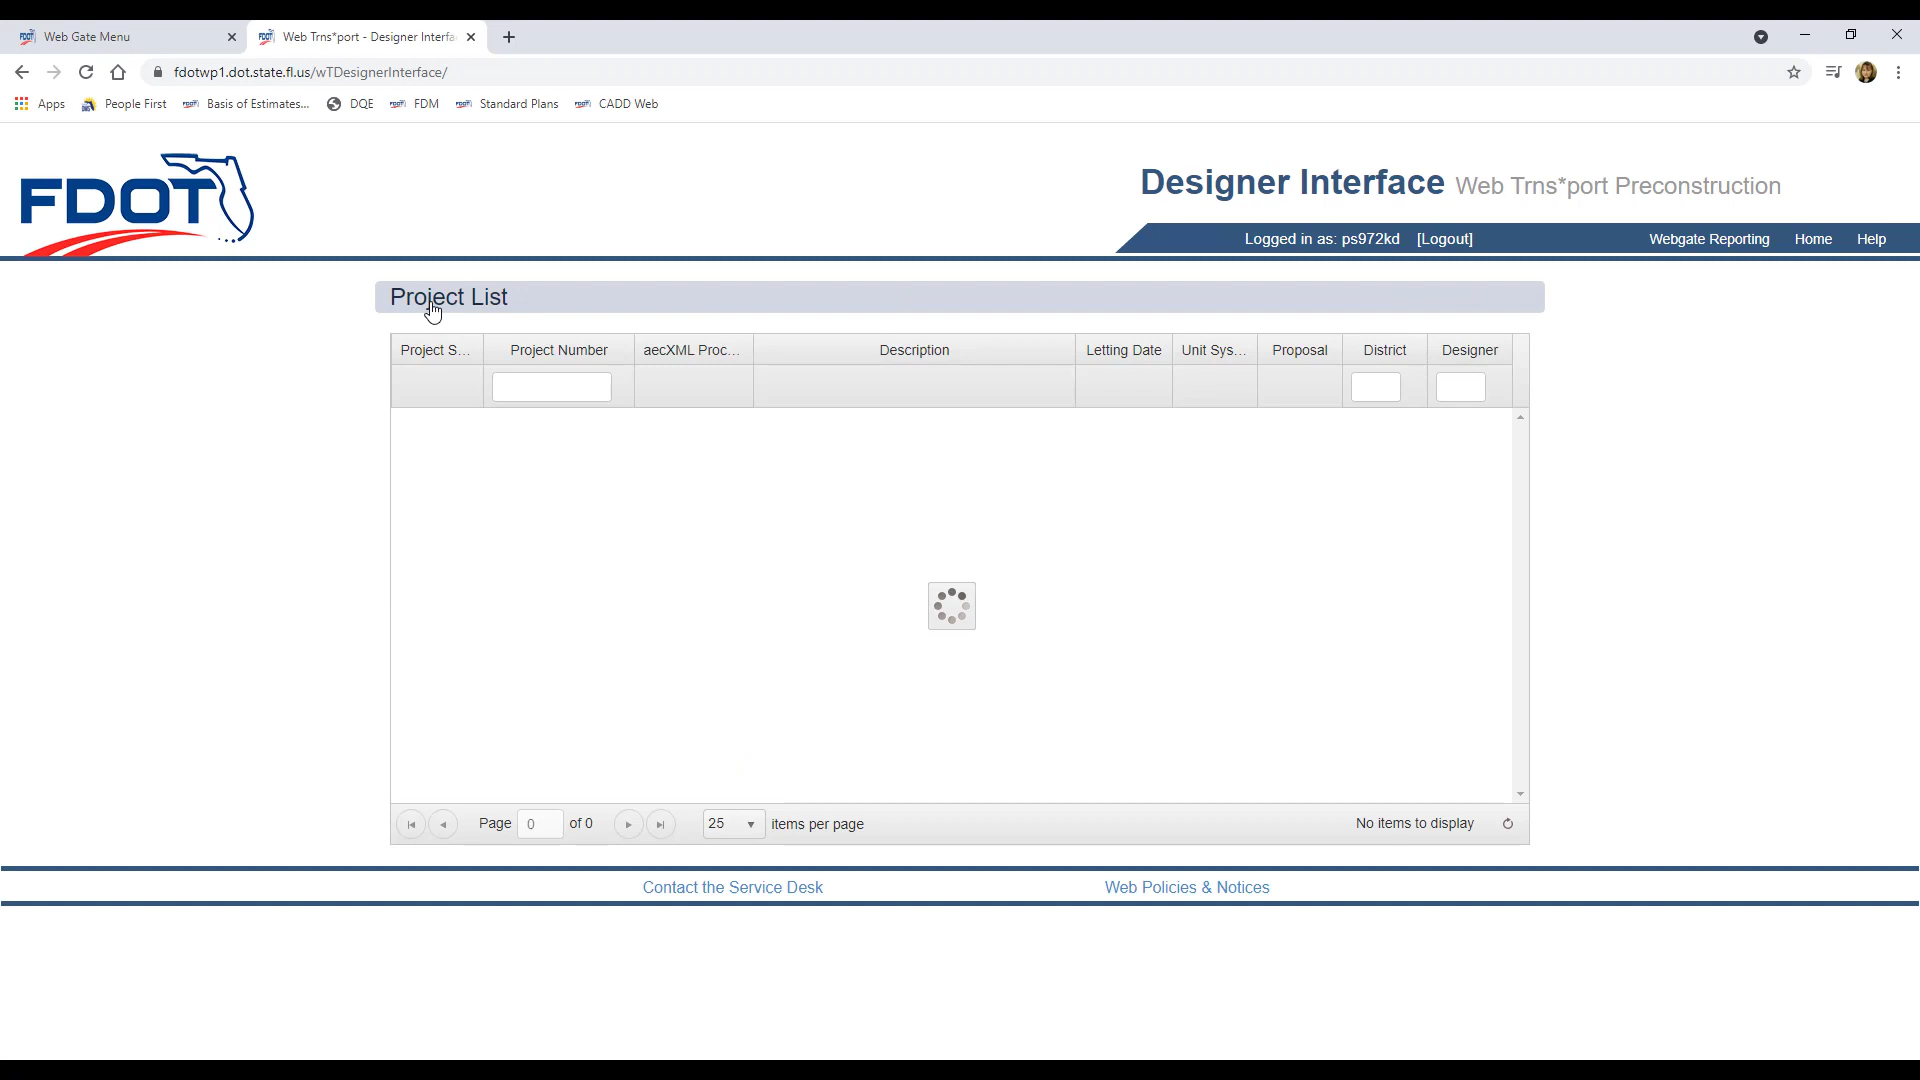 Web Gate Menu
Web Trns*port - Designer Interfa
fdotwp1.dot.state.fl.us/wTDesignerInterface/
Apps People First Basis of Estimates... DQE FDM Standard Plans CADD Web
FDOT
Designer Interface Web Trns*port Preconstruction
Logged in as: ps972kd [Logout] Webgate Reporting Home Help
Project List
Project S... Project Number aecXML Proc... Description Letting Date Unit Sys... Proposal District Designer
Page 0 of 0 25 items per page No items to display
Contact the Service Desk Web Policies & Notices